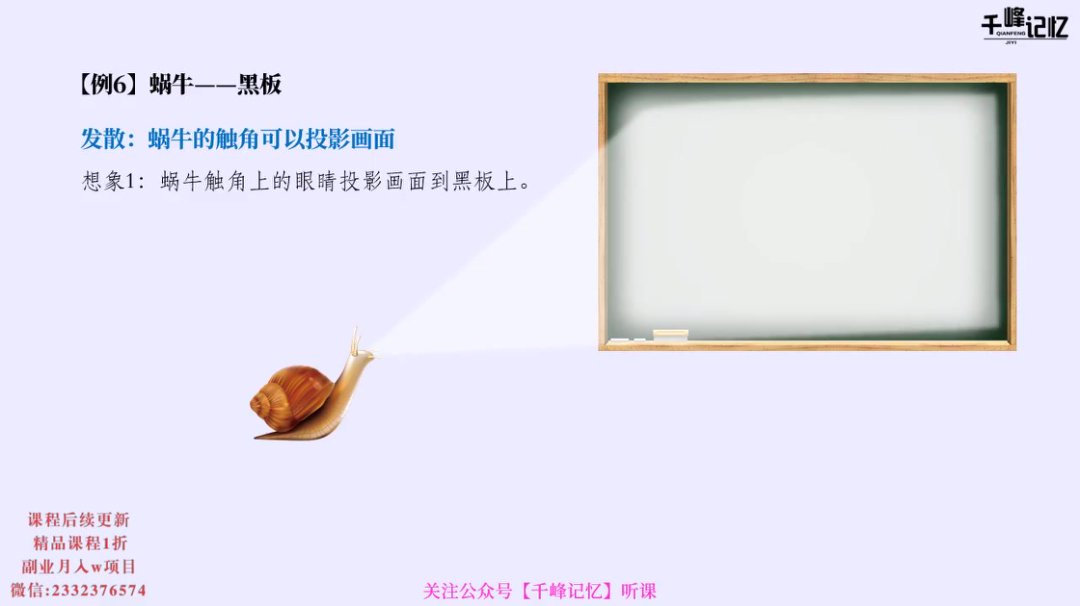 千峰记忆
QIANFENG
JIYI
【例6】蜗牛——黑板
发散：蜗牛的触角可以投影画面
想象1：蜗牛触角上的眼睛投影画面到黑板上。
课程后续更新
精品课程1折
副业月入w项目
微信:2332376574
关注公众号【千峰记忆】听课